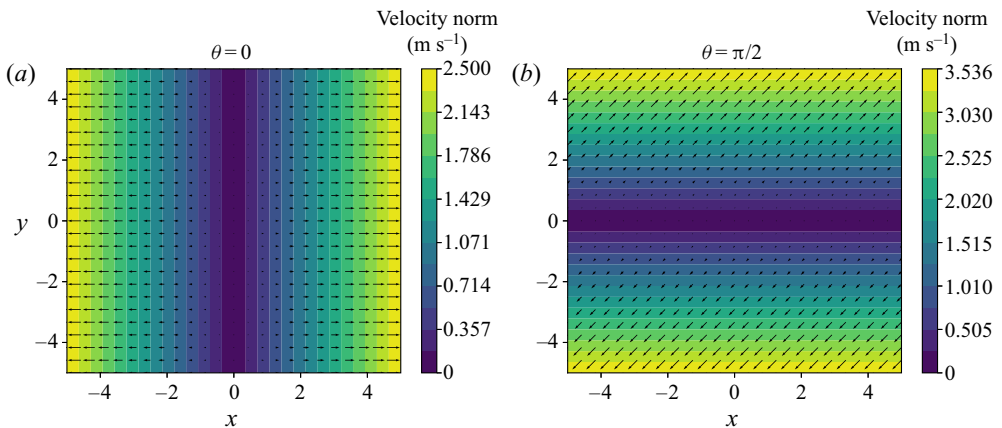 Velocity norm
(m s⁻¹)
θ = 0
(a)
4
2
y 0
−2
−4
−4 −2 0 2 4
x
2.500
2.143
1.786
1.429
1.071
0.714
0.357
0
Velocity norm
(m s⁻¹)
θ = π/2
(b)
4
2
0
−2
−4
−4 −2 0 2 4
x
3.536
3.030
2.525
2.020
1.515
1.010
0.505
0